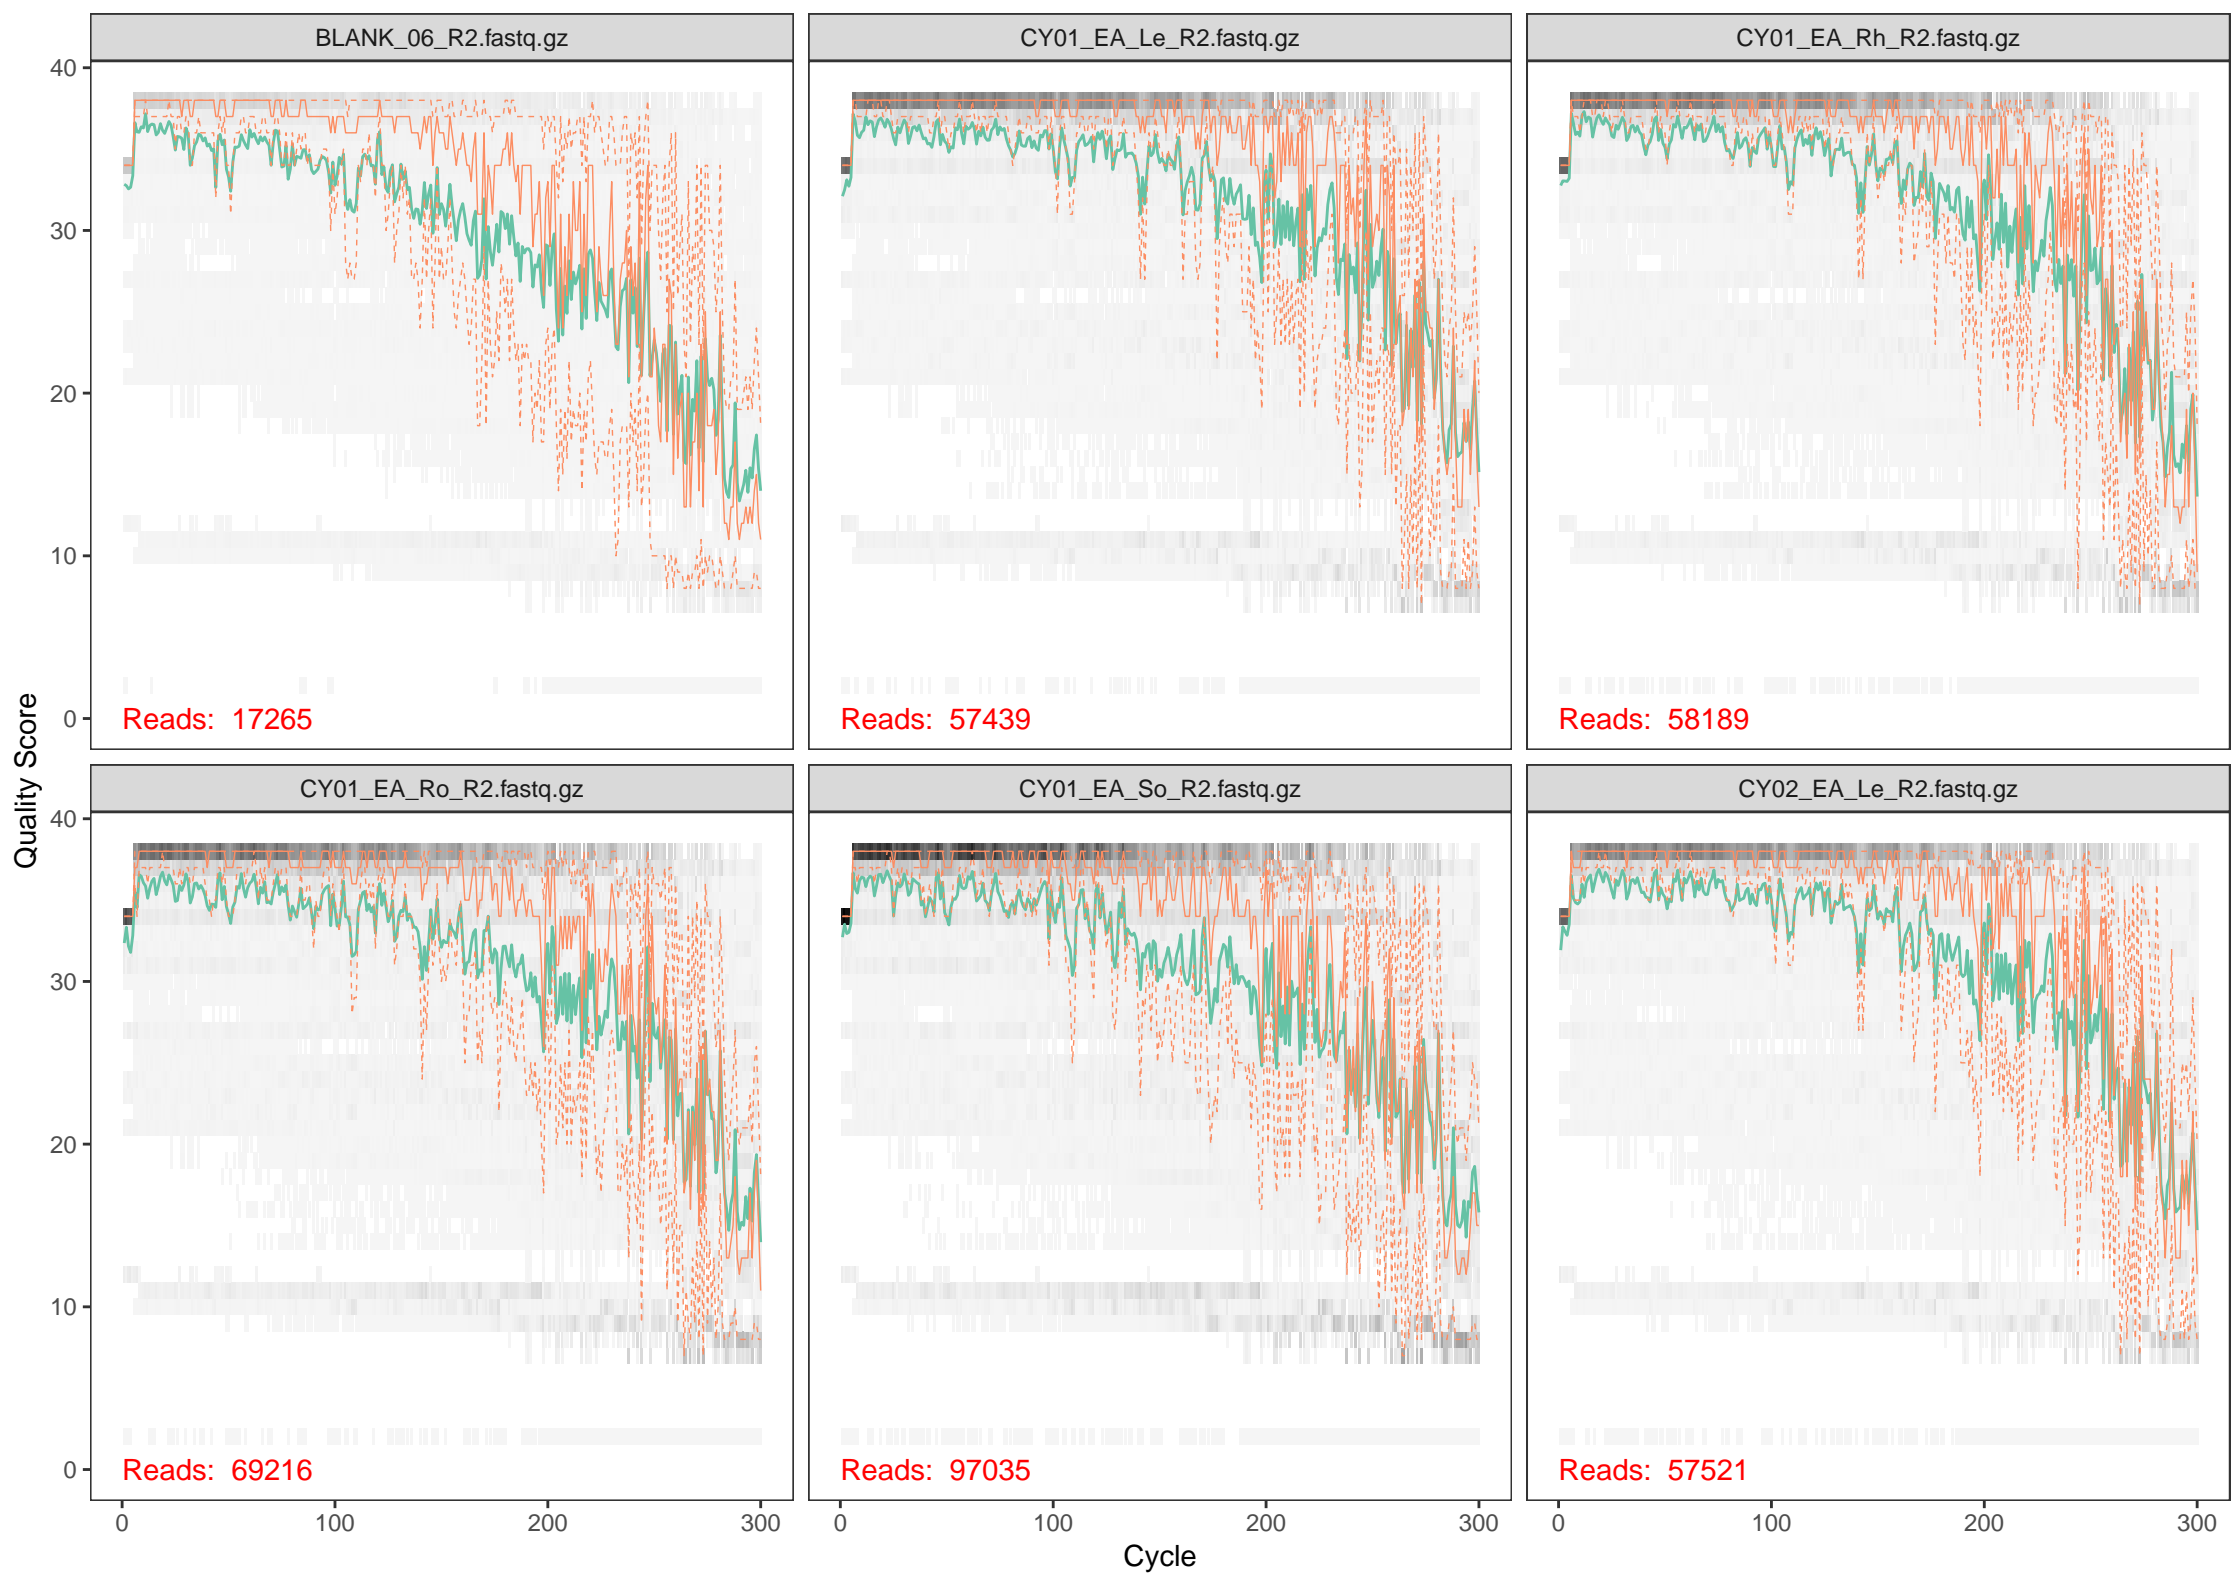 BLANK_06_R2.fastq.gz
CY01_EA_Le_R2.fastq.gz
CY01_EA_Rh_R2.fastq.gz
40
30
20
10
0
Reads: 17265
Reads: 57439
Reads: 58189
Quality Score
CY01_EA_Ro_R2.fastq.gz
CY01_EA_So_R2.fastq.gz
CY02_EA_Le_R2.fastq.gz
40
30
20
10
0
Reads: 69216
Reads: 97035
Reads: 57521
0 100 200 300
0 100 200 300
0 100 200 300
Cycle